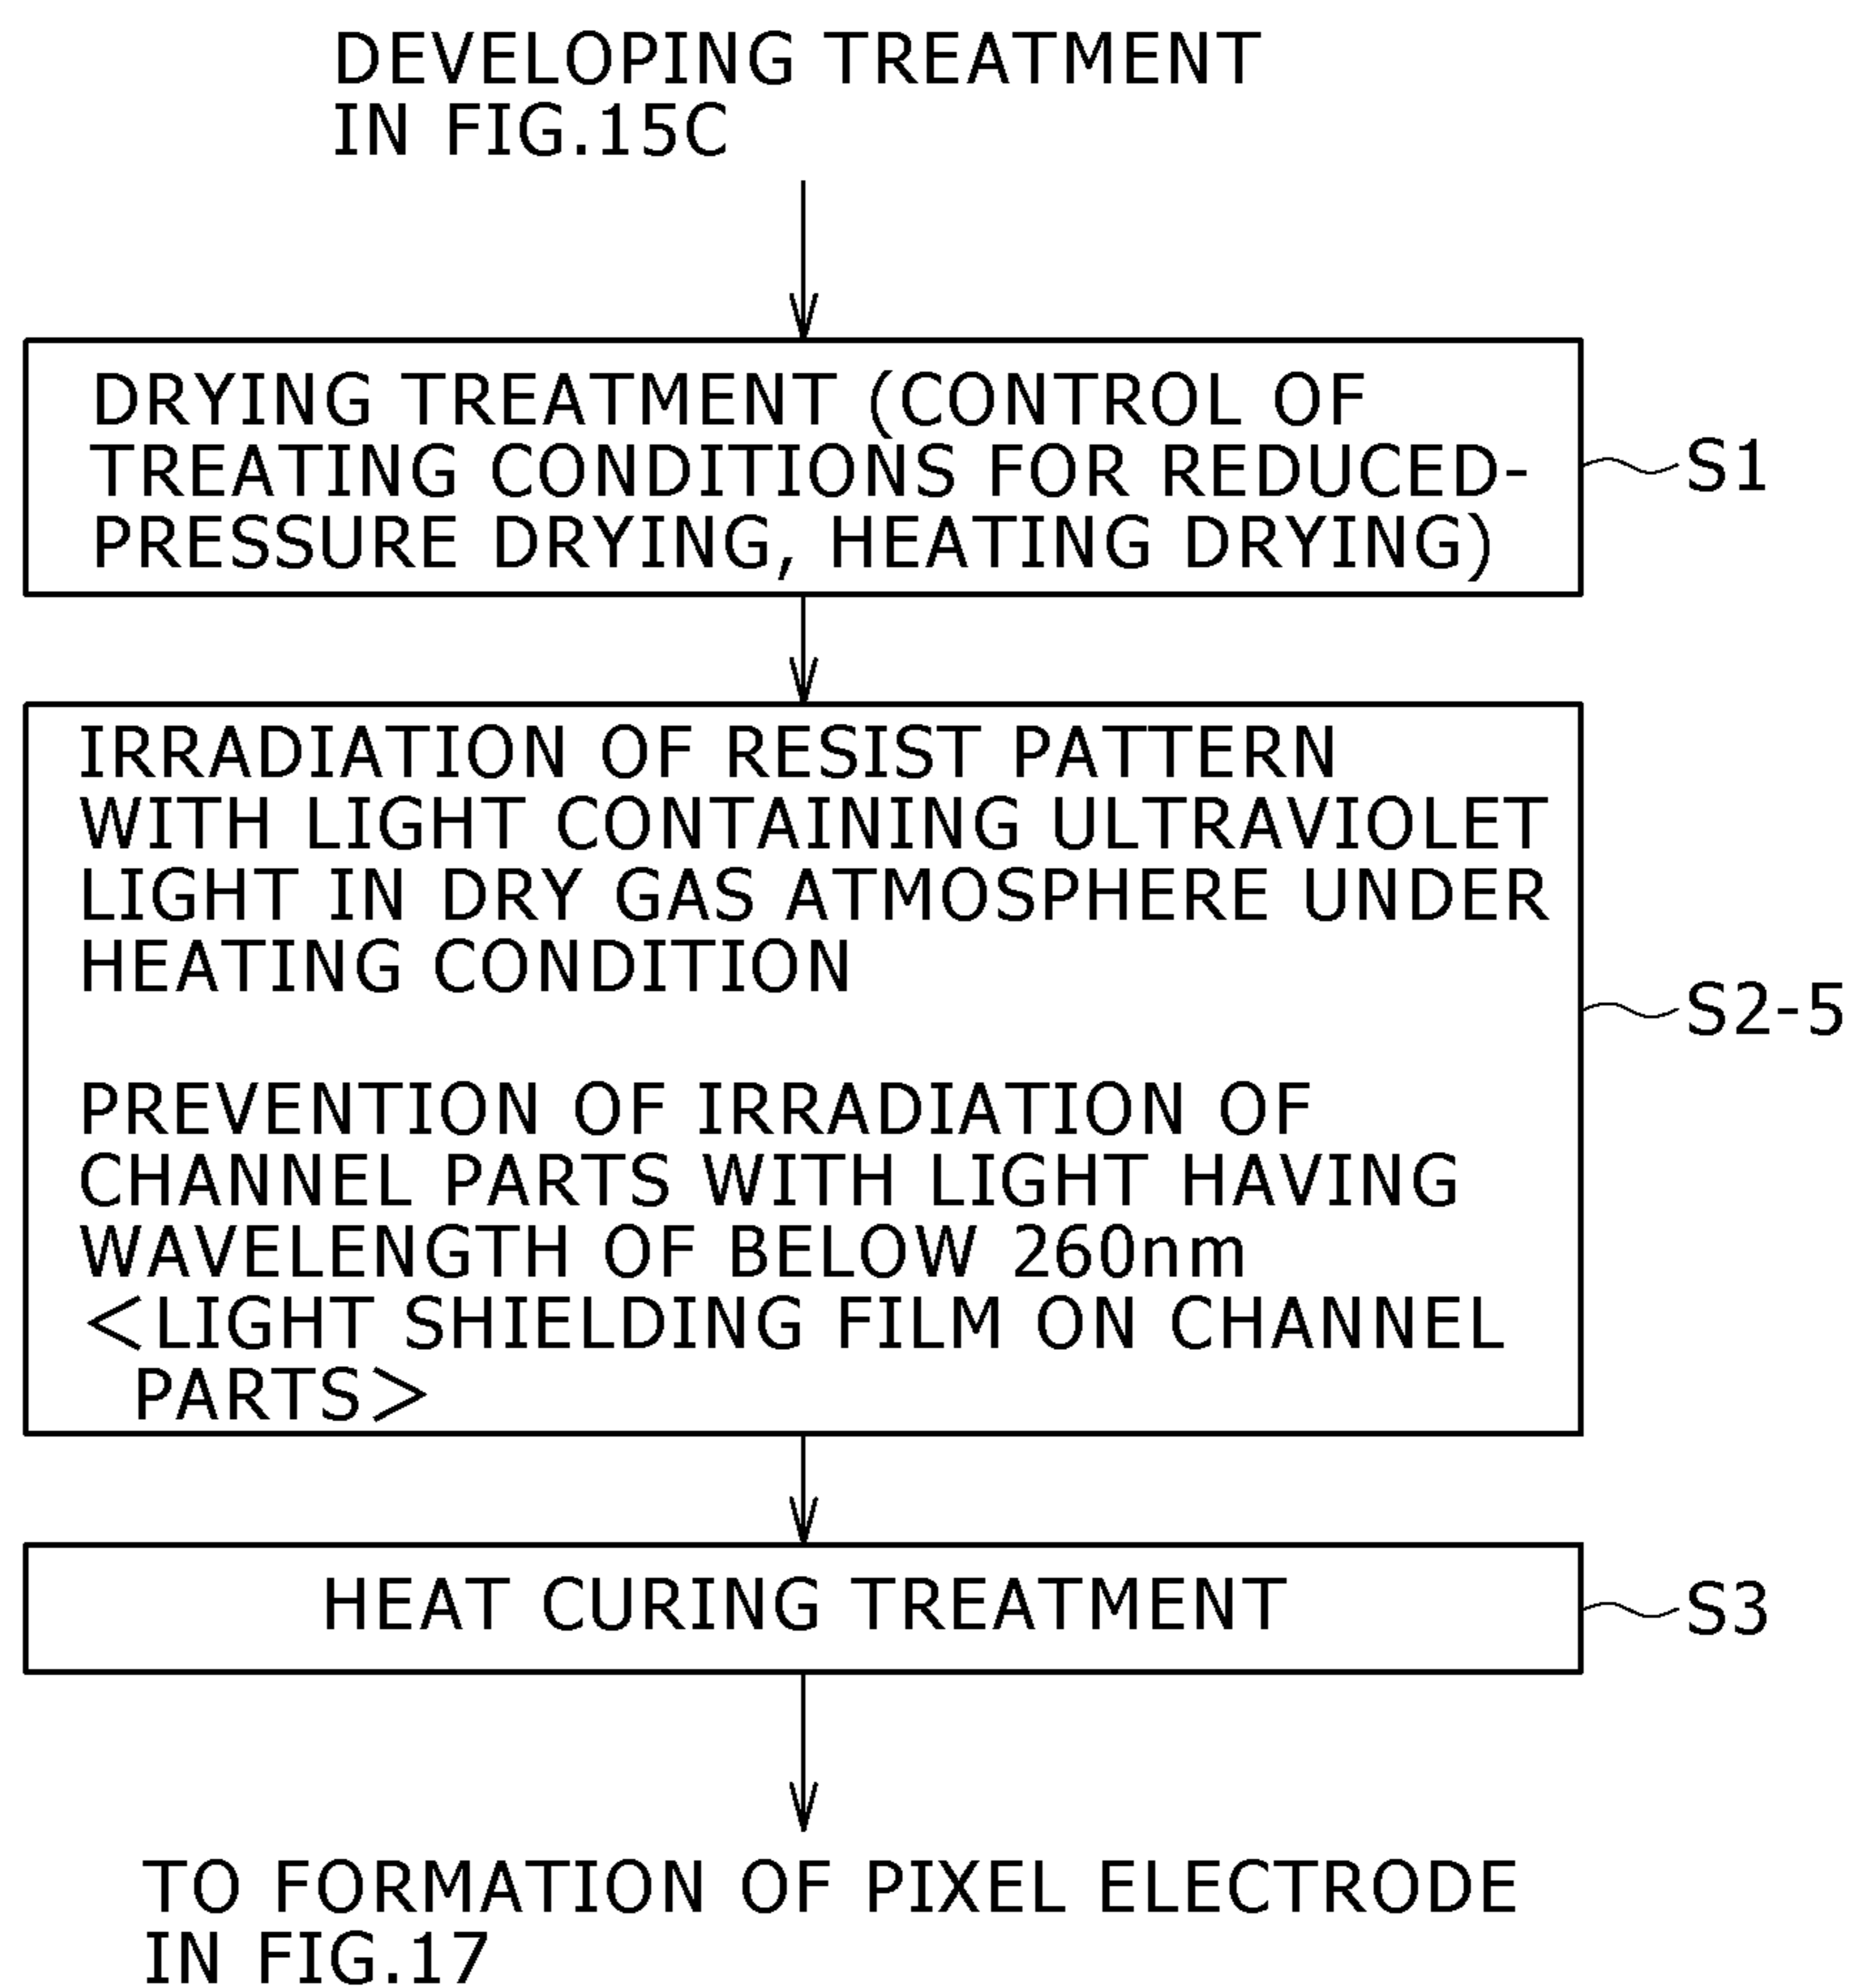 DEVELOPING TREATMENT
IN FIG.15C
DRYING TREATMENT (CONTROL OF
TREATING CONDITIONS FOR REDUCED-
PRESSURE DRYING, HEATING DRYING)
S1
IRRADIATION OF RESIST PATTERN
WITH LIGHT CONTAINING ULTRAVIOLET
LIGHT IN DRY GAS ATMOSPHERE UNDER
HEATING CONDITION
PREVENTION OF IRRADIATION OF
CHANNEL PARTS WITH LIGHT HAVING
WAVELENGTH OF BELOW 260nm
<LIGHT SHIELDING FILM ON CHANNEL
PARTS>
S2-5
HEAT CURING TREATMENT
S3
TO FORMATION OF PIXEL ELECTRODE
IN FIG.17